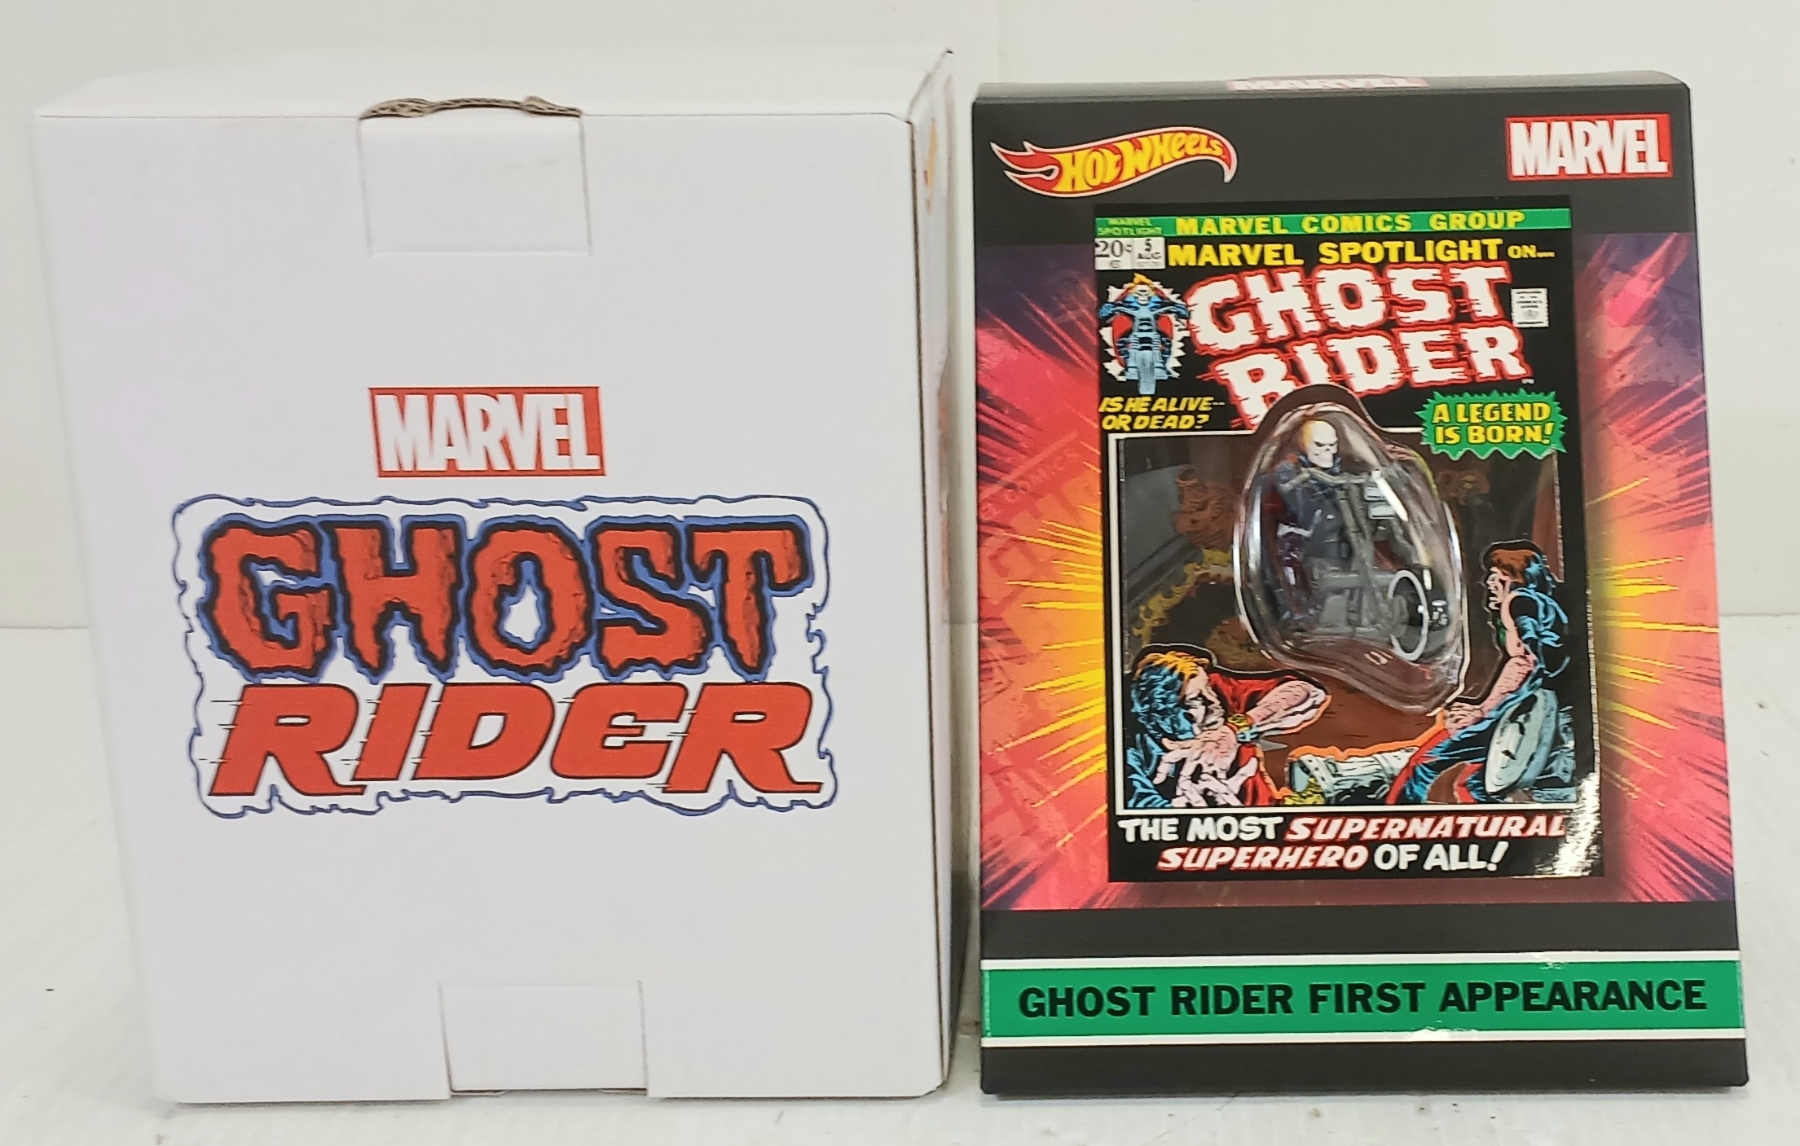 MARVEL
GHOST
RIDER
MARVEL
HOT WHEELS
MARVEL
MARVEL
SPOTLIGHT
MARVEL COMICS GROUP
20¢
5
AUG
MARVEL SPOTLIGHT ON...
GHOST
RIDER
IS HE ALIVE--
OR DEAD?
A LEGEND
IS BORN!
THE MOST SUPERNATURAL
SUPERHERO OF ALL!
GHOST RIDER FIRST APPEARANCE